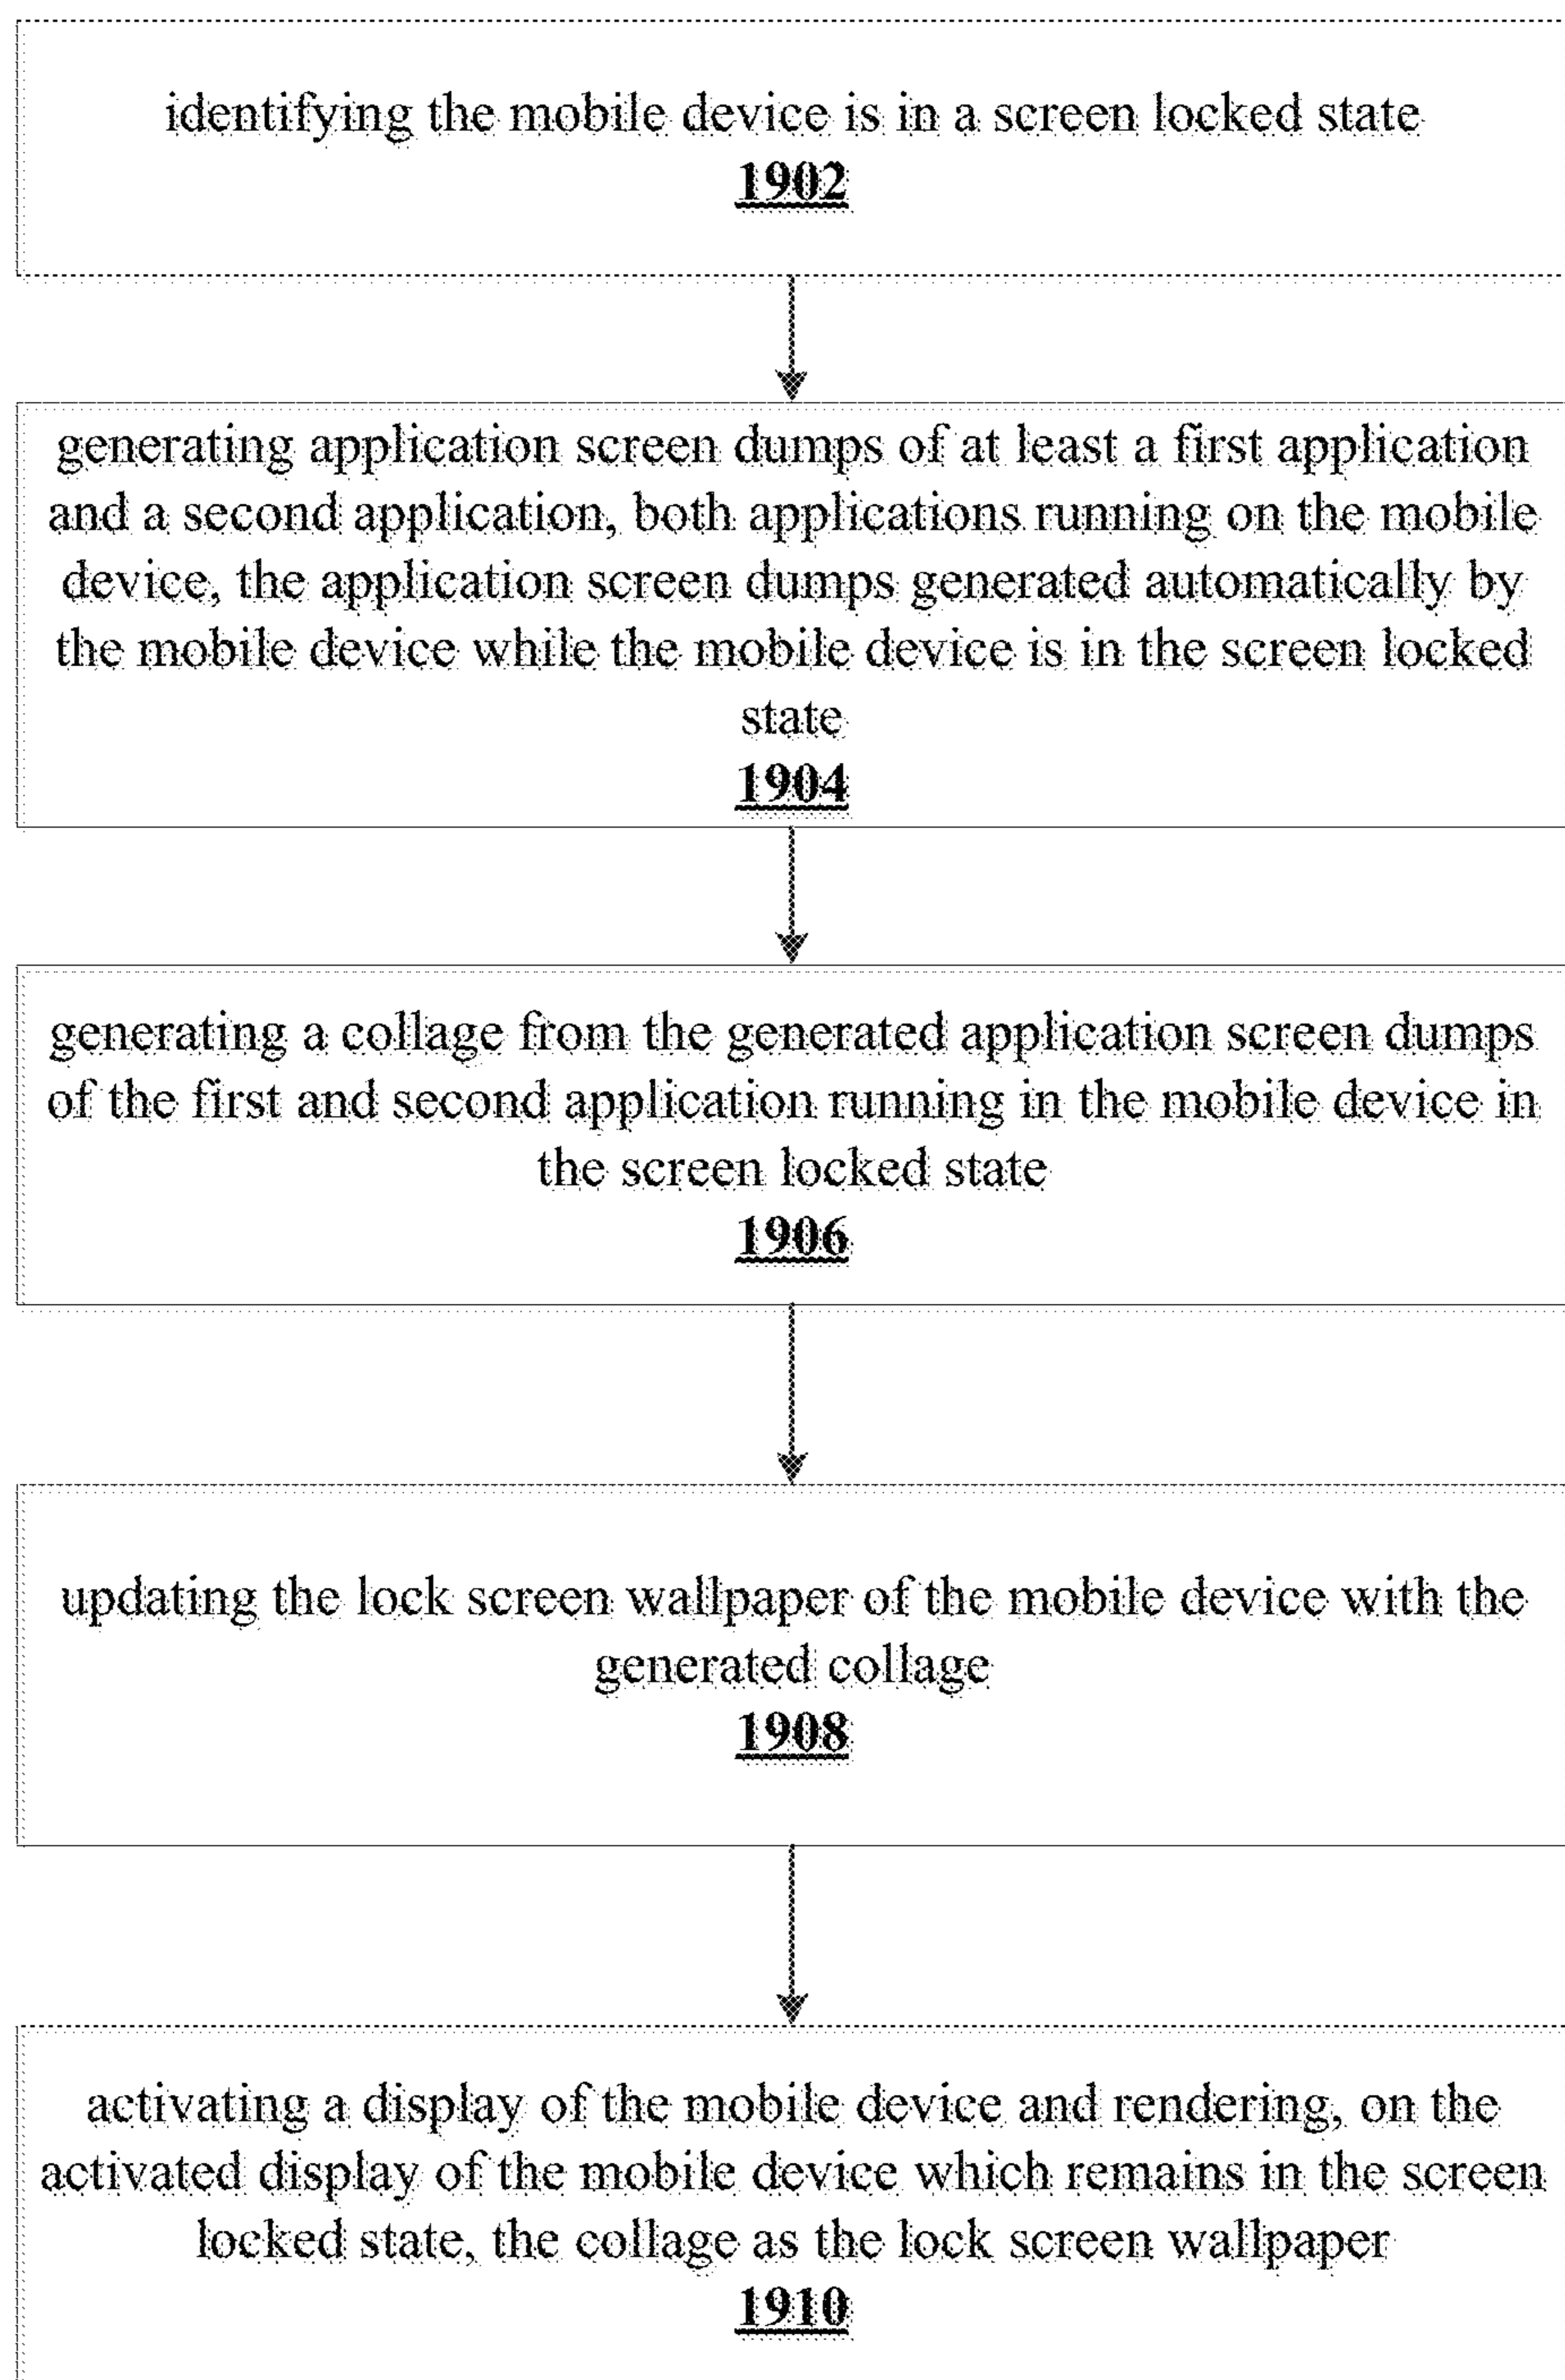 identifying the mobile device is in a screen locked state
1902
generating application screen dumps of at least a first application
and a second application, both applications running on the mobile
device, the application screen dumps generated automatically by
the mobile device while the mobile device is in the screen locked
state
1904
generating a collage from the generated application screen dumps
of the first and second application running in the mobile device in
the screen locked state
1906
updating the lock screen wallpaper of the mobile device with the
generated collage
1908
activating a display of the mobile device and rendering, on the
activated display of the mobile device which remains in the screen
locked state, the collage as the lock screen wallpaper
1910